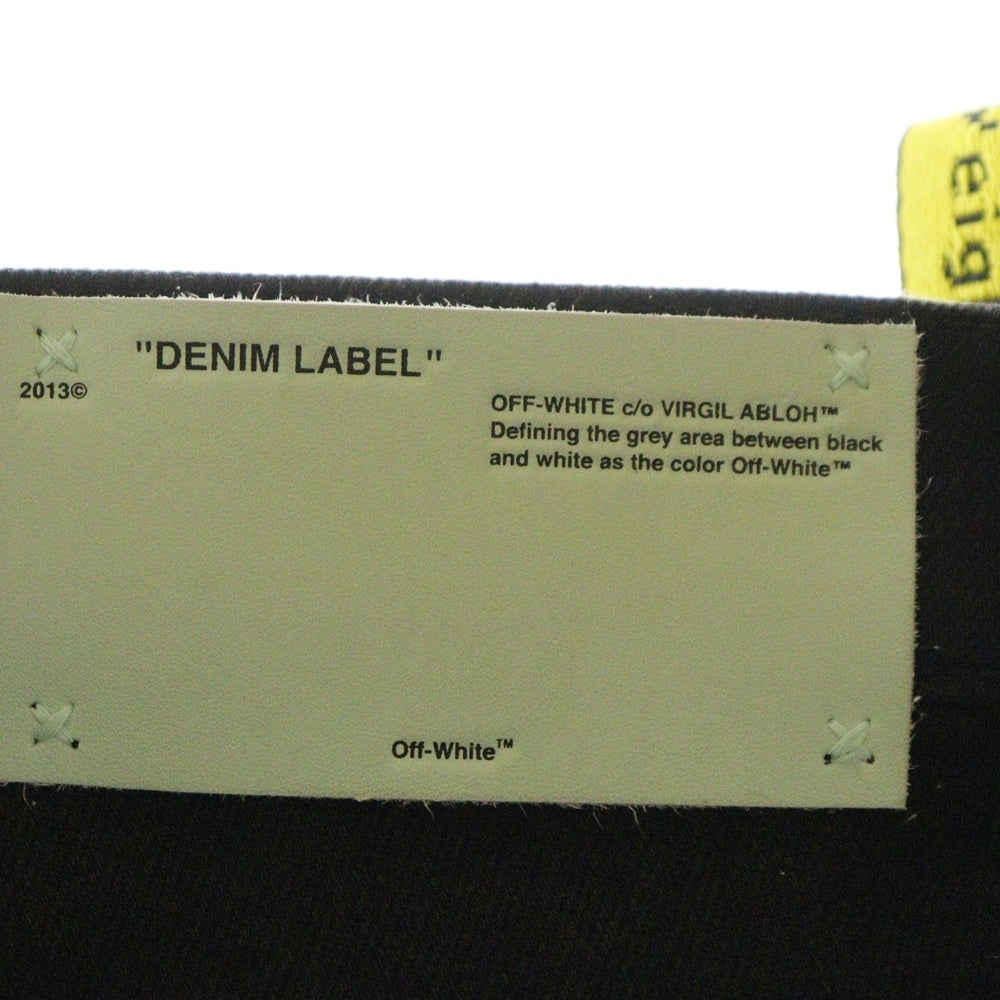 "DENIM LABEL"
2013©
OFF-WHITE c/o VIRGIL ABLOH™
Defining the grey area between black
and white as the color Off-White™
Off-White™
eig